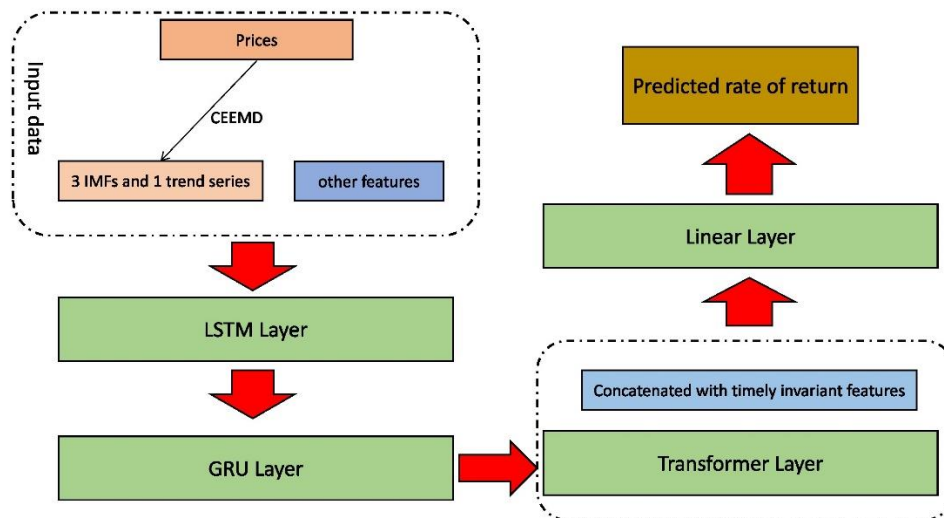 Input data
Prices
CEEMD
3 IMFs and 1 trend series
other features
LSTM Layer
GRU Layer
Transformer Layer
Concatenated with timely invariant features
Linear Layer
Predicted rate of return